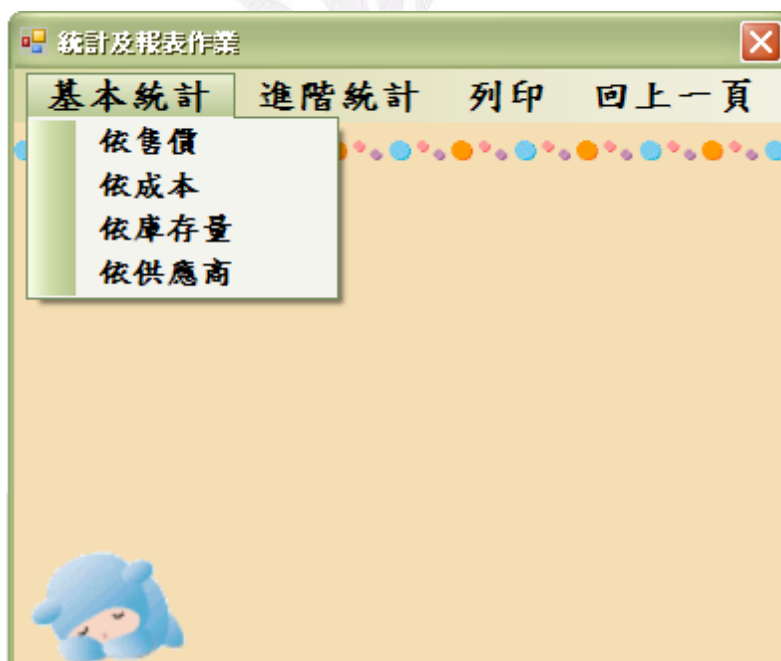 統計及報表作業
基本統計 進階統計 列印 回上一頁
依售價
依成本
依庫存量
依供應商